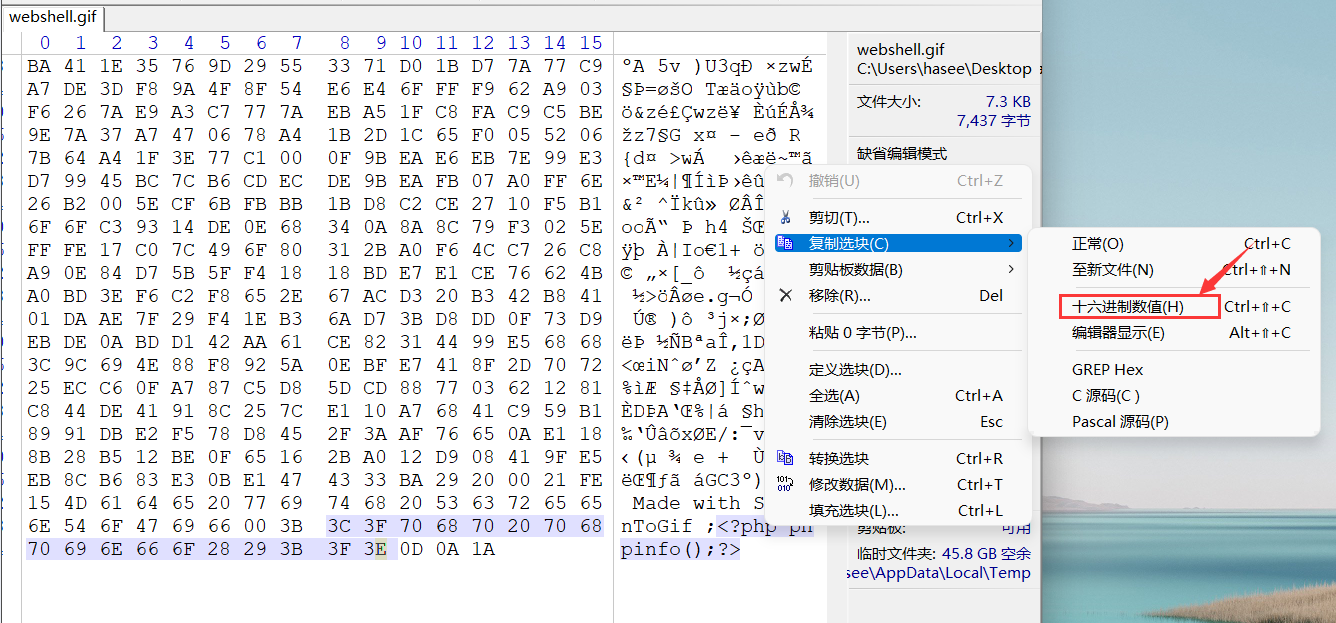 webshell.gif
0 1 2 3 4 5 6 7 8 9 10 11 12 13 14 15
BA 41 1E 35 76 9D 29 55 33 71 D0 1B D7 7A 77 C9 ºA 5v )U3qÐ ×zwÉ
A7 DE 3D F8 9A 4F 8F 54 E6 E4 6F FF F9 62 A9 03 §Þ=øšO Tæäoÿùb©
F6 26 7A E9 A3 C7 77 7A EB A5 1F C8 FA C9 C5 BE ö&zé£Çwzë¥ ÈúÉÅ¾
9E 7A 37 A7 47 06 78 A4 1B 2D 1C 65 F0 05 52 06 žz7§G x¤ - eð R
7B 64 A4 1F 3E 77 C1 00 0F 9B EA E6 EB 7E 99 E3 {d¤ >wÁ ›êæë~™ã
D7 99 45 BC 7C B6 CD EC DE 9B EA FB 07 A0 FF 6E ×™E¼|¶ÍìÞ›êû
26 B2 00 5E CF 6B FB BB 1B D8 C2 CE 27 10 F5 B1 &² ^Ïkû» ØÂÎ
6F 6F C3 93 14 DE 0E 68 34 0A 8A 8C 79 F3 02 5E ooÃ“ Þ h4 ŠŒ
FF FE 17 C0 7C 49 6F 80 31 2B A0 F6 4C C7 26 C8 ÿþ À|Io€1+ ö
A9 0E 84 D7 5B 5F F4 18 18 BD E7 E1 CE 76 62 4B © „×[_ô ½çá
A0 BD 3E F6 C2 F8 65 2E 67 AC D3 20 B3 42 B8 41 ½>öÂøe.g¬Ó
01 DA AE 7F 29 F4 1E B3 6A D7 3B D8 DD 0F 73 D9 Ú® )ô ³j×;Ø
EB DE 0A BD D1 42 AA 61 CE 82 31 44 99 E5 68 68 ëÞ ½ÑBªaÎ‚1D
3C 9C 69 4E 88 F8 92 5A 0E BF E7 41 8F 2D 70 72 <œiNˆø’Z ¿çA
25 EC C6 0F A7 87 C5 D8 5D CD 88 77 03 62 12 81 %ìÆ §‡ÅØ]Íˆw
C8 44 DE 41 91 8C 25 7C E1 10 A7 68 41 C9 59 B1 ÈDÞA‘Œ%|á §h
89 91 DB E2 F5 78 D8 45 2F 3A AF 76 65 0A E1 18 ‰‘ÛâõxØE/:¯v
8B 28 B5 12 BE 0F 65 16 2B A0 12 D9 08 41 9F E5 ‹(µ ¾ e + Ù
EB 8C B6 83 E3 0B E1 47 43 33 BA 29 20 00 21 FE ëŒ¶ƒã áGC3º)
15 4D 61 64 65 20 77 69 74 68 20 53 63 72 65 65 Made with S
6E 54 6F 47 69 66 00 3B 3C 3F 70 68 70 20 70 68 nToGif ;<?php ph
70 69 6E 66 6F 28 29 3B 3F 3E 0D 0A 1A pinfo();?>
webshell.gif
C:\Users\hasee\Desktop
文件大小: 7.3 KB
7,437 字节
缺省编辑模式
撤销(U) Ctrl+Z
剪切(T)... Ctrl+X
复制选块(C)
剪贴板数据(B)
移除(R)... Del
粘贴 0 字节(P)...
定义选块(D)...
全选(A) Ctrl+A
清除选块(E) Esc
转换选块 Ctrl+R
修改数据(M)... Ctrl+T
填充选块(L)... Ctrl+L
正常(O) Ctrl+C
至新文件(N) Ctrl+⇧+N
十六进制数值(H) Ctrl+⇧+C
编辑器显示(E) Alt+⇧+C
GREP Hex
C 源码(C )
Pascal 源码(P)
剪贴板: 可用
临时文件夹: 45.8 GB 空余
see\AppData\Local\Temp